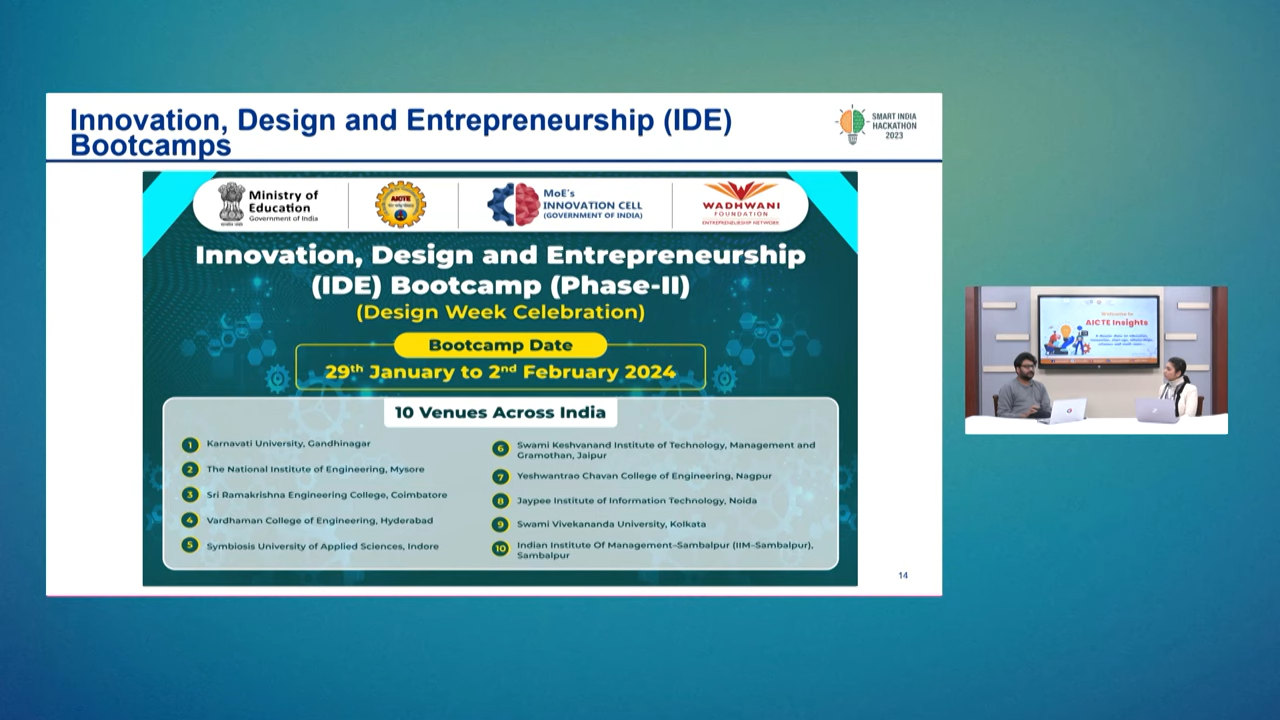 Innovation, Design and Entrepreneurship (IDE)
Bootcamps
SMART INDIA
HACKATHON
2023
Ministry of
Education
Government of India
AICTE
MoE's
INNOVATION CELL
(GOVERNMENT OF INDIA)
WADHWANI
FOUNDATION
ENTREPRENEURSHIP NETWORK
Innovation, Design and Entrepreneurship
(IDE) Bootcamp (Phase-II)
(Design Week Celebration)
Bootcamp Date
29th January to 2nd February 2024
10 Venues Across India
1 Karnavati University, Gandhinagar
2 The National Institute of Engineering, Mysore
3 Sri Ramakrishna Engineering College, Coimbatore
4 Vardhaman College of Engineering, Hyderabad
5 Symbiosis University of Applied Sciences, Indore
6 Swami Keshvanand Institute of Technology, Management and
Gramothan, Jaipur
7 Yeshwantrao Chavan College of Engineering, Nagpur
8 Jaypee Institute of Information Technology, Noida
9 Swami Vivekananda University, Kolkata
10 Indian Institute Of Management-Sambalpur (IIM-Sambalpur),
Sambalpur
14
Welcome to
AICTE Insights